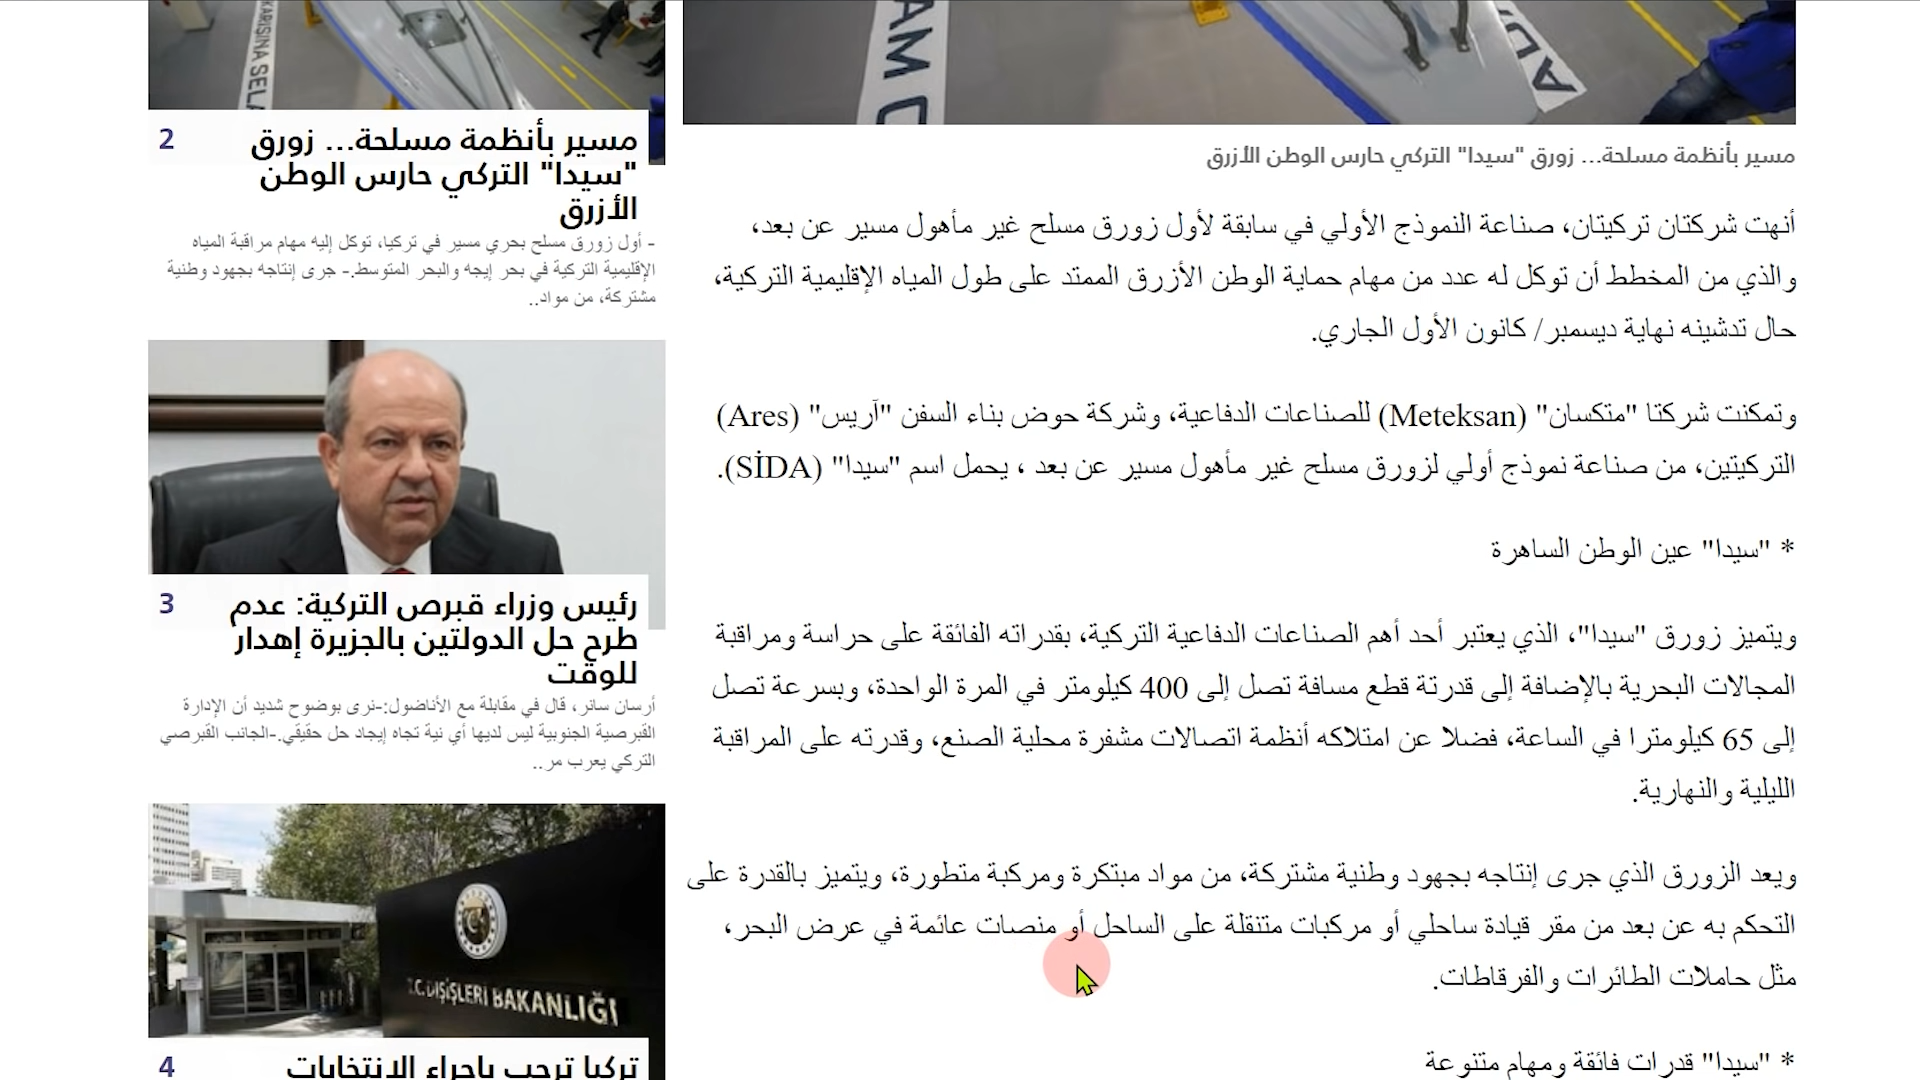 مسير بأنظمة مسلحة... زورق "سيدا" التركي حارس الوطن الأزرق
أنهت شركتان تركيتان، صناعة النموذج الأولي في سابقة لأول زورق مسلح غير مأهول مسير عن بعد،
والذي من المخطط أن توكل له عدد من مهام حماية الوطن الأزرق الممتد على طول المياه الإقليمية التركية،
حال تدشينه نهاية ديسمبر/ كانون الأول الجاري.
وتمكنت شركتا "متكسان" (Meteksan) للصناعات الدفاعية، وشركة حوض بناء السفن "آريس" (Ares)
التركيتين، من صناعة نموذج أولي لزورق مسلح غير مأهول مسير عن بعد ، يحمل اسم "سيدا" (SİDA).
* "سيدا" عين الوطن الساهرة
ويتميز زورق "سيدا"، الذي يعتبر أحد أهم الصناعات الدفاعية التركية، بقدراته الفائقة على حراسة ومراقبة
المجالات البحرية بالإضافة إلى قدرتة قطع مسافة تصل إلى 400 كيلومتر في المرة الواحدة، وبسرعة تصل
إلى 65 كيلومترا في الساعة، فضلا عن امتلاكه أنظمة اتصالات مشفرة محلية الصنع، وقدرته على المراقبة
الليلية والنهارية.
ويعد الزورق الذي جرى إنتاجه بجهود وطنية مشتركة، من مواد مبتكرة ومركبة متطورة، ويتميز بالقدرة على
التحكم به عن بعد من مقر قيادة ساحلي أو مركبات متنقلة على الساحل أو منصات عائمة في عرض البحر،
مثل حاملات الطائرات والفرقاطات.
* "سيدا" قدرات فائقة ومهام متنوعة
KARIŞINA SELA
AM C
2
مسير بأنظمة مسلحة... زورق
"سيدا" التركي حارس الوطن
الأزرق
- أول زورق مسلح بحري مسير في تركيا، توكل إليه مهام مراقبة المياه
الإقليمية التركية في بحر إيجه والبحر المتوسط.- جرى إنتاجه بجهود وطنية
مشتركة، من مواد..
3
رئيس وزراء قبرص التركية: عدم
طرح حل الدولتين بالجزيرة إهدار
للوقت
أرسان سانر، قال في مقابلة مع الأناضول:-نرى بوضوح شديد أن الإدارة
القبرصية الجنوبية ليس لديها أي نية تجاه إيجاد حل حقيقي.-الجانب القبرصي
التركي يعرب مر..
T.C. DIŞİŞLERİ BAKANLIĞI
4
تركيا ترحب بإجراء الانتخابات